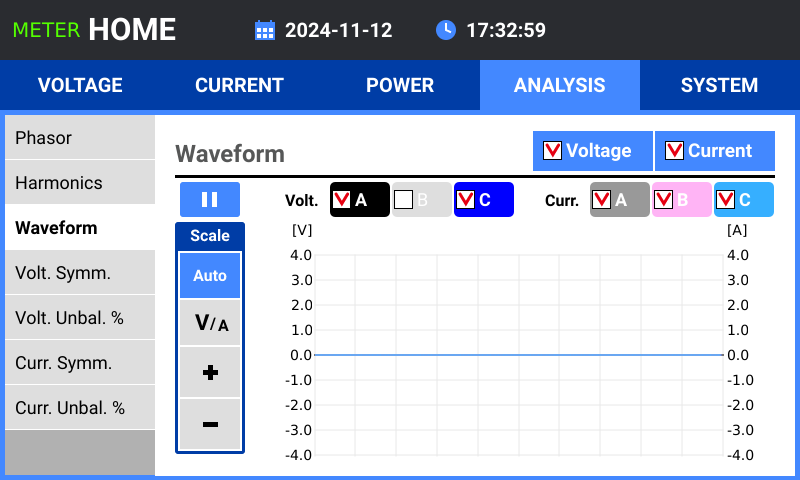 METER HOME 2024-11-12 17:32:59
VOLTAGE CURRENT POWER ANALYSIS SYSTEM
Phasor
Harmonics
Waveform
Volt. Symm.
Volt. Unbal. %
Curr. Symm.
Curr. Unbal. %
Waveform Voltage Current
Volt. A B C Curr. A B C
Scale
Auto
V/A
+
-
[V] [A]
4.0 4.0
3.0 3.0
2.0 2.0
1.0 1.0
0.0 0.0
-1.0 -1.0
-2.0 -2.0
-3.0 -3.0
-4.0 -4.0